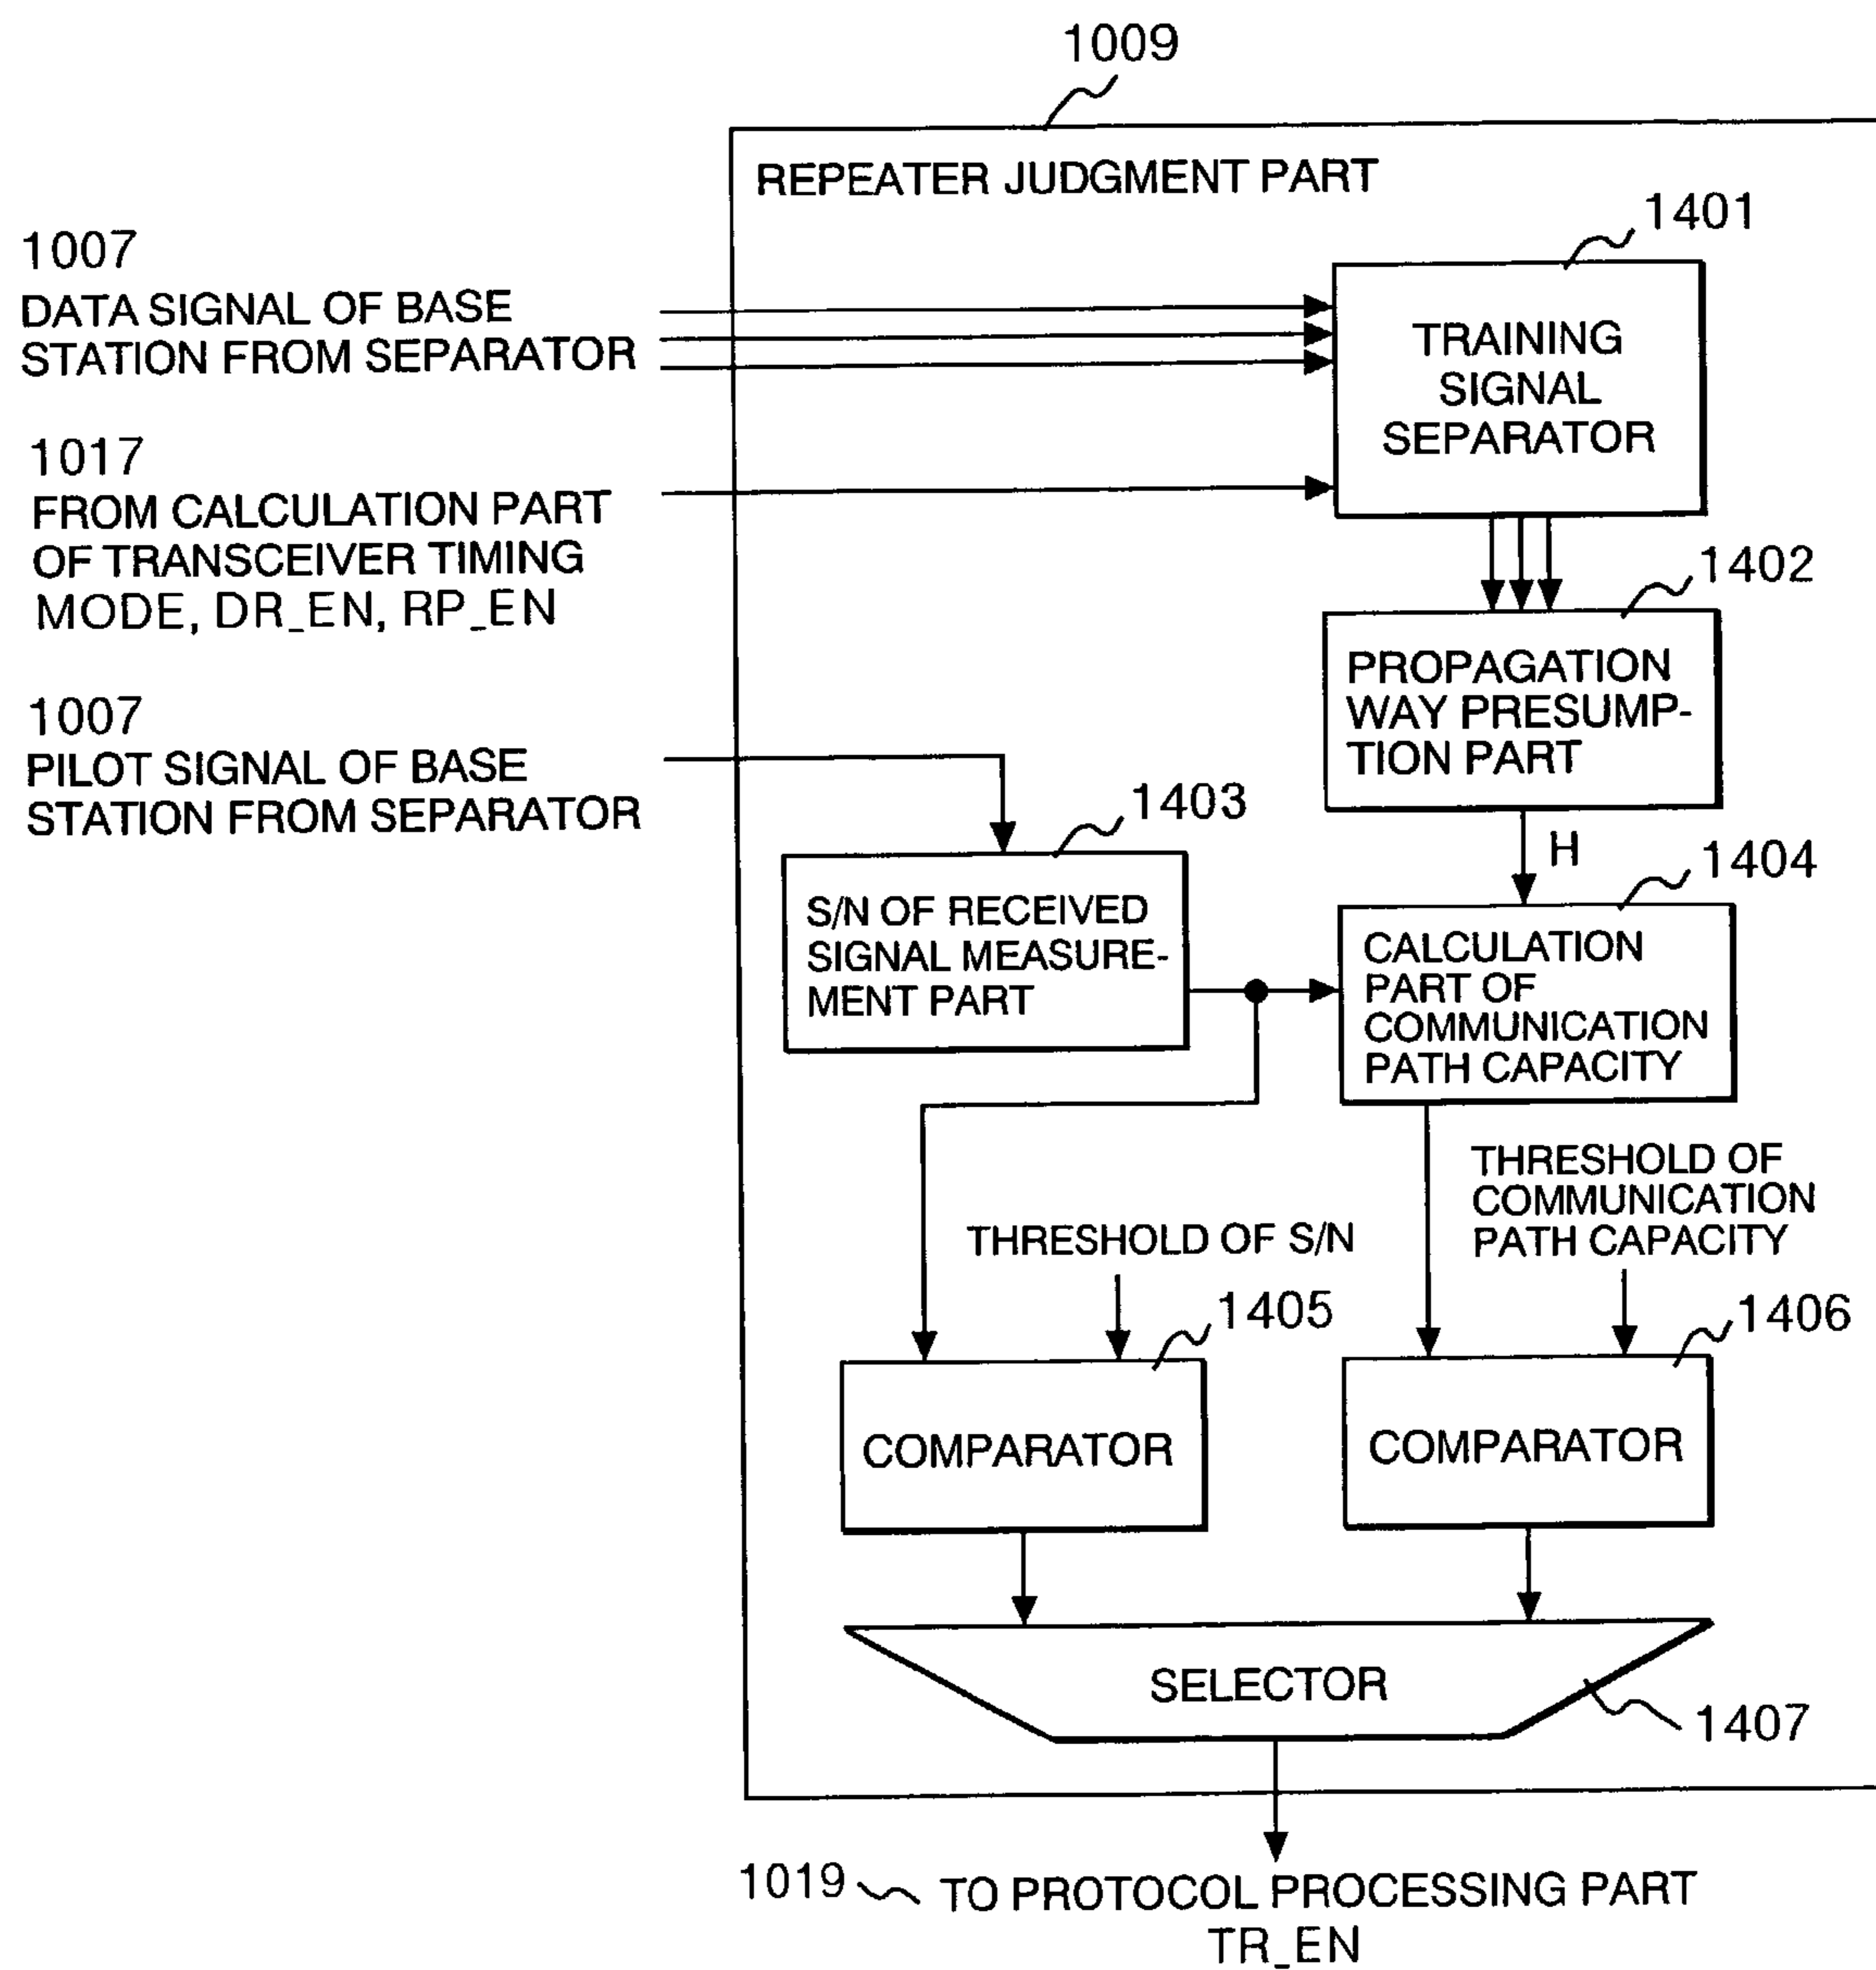 1009
REPEATER JUDGMENT PART
1401
1007
DATA SIGNAL OF BASE
STATION FROM SEPARATOR
TRAINING
SIGNAL
SEPARATOR
1017
FROM CALCULATION PART
OF TRANSCEIVER TIMING
MODE, DR_EN, RP_EN
1402
PROPAGATION
WAY PRESUMP-
TION PART
1007
PILOT SIGNAL OF BASE
STATION FROM SEPARATOR
1403
H
1404
S/N OF RECEIVED
SIGNAL MEASURE-
MENT PART
CALCULATION
PART OF
COMMUNICATION
PATH CAPACITY
THRESHOLD OF S/N
THRESHOLD OF
COMMUNICATION
PATH CAPACITY
1405
1406
COMPARATOR
COMPARATOR
SELECTOR
1407
1019
TO PROTOCOL PROCESSING PART
TR_EN